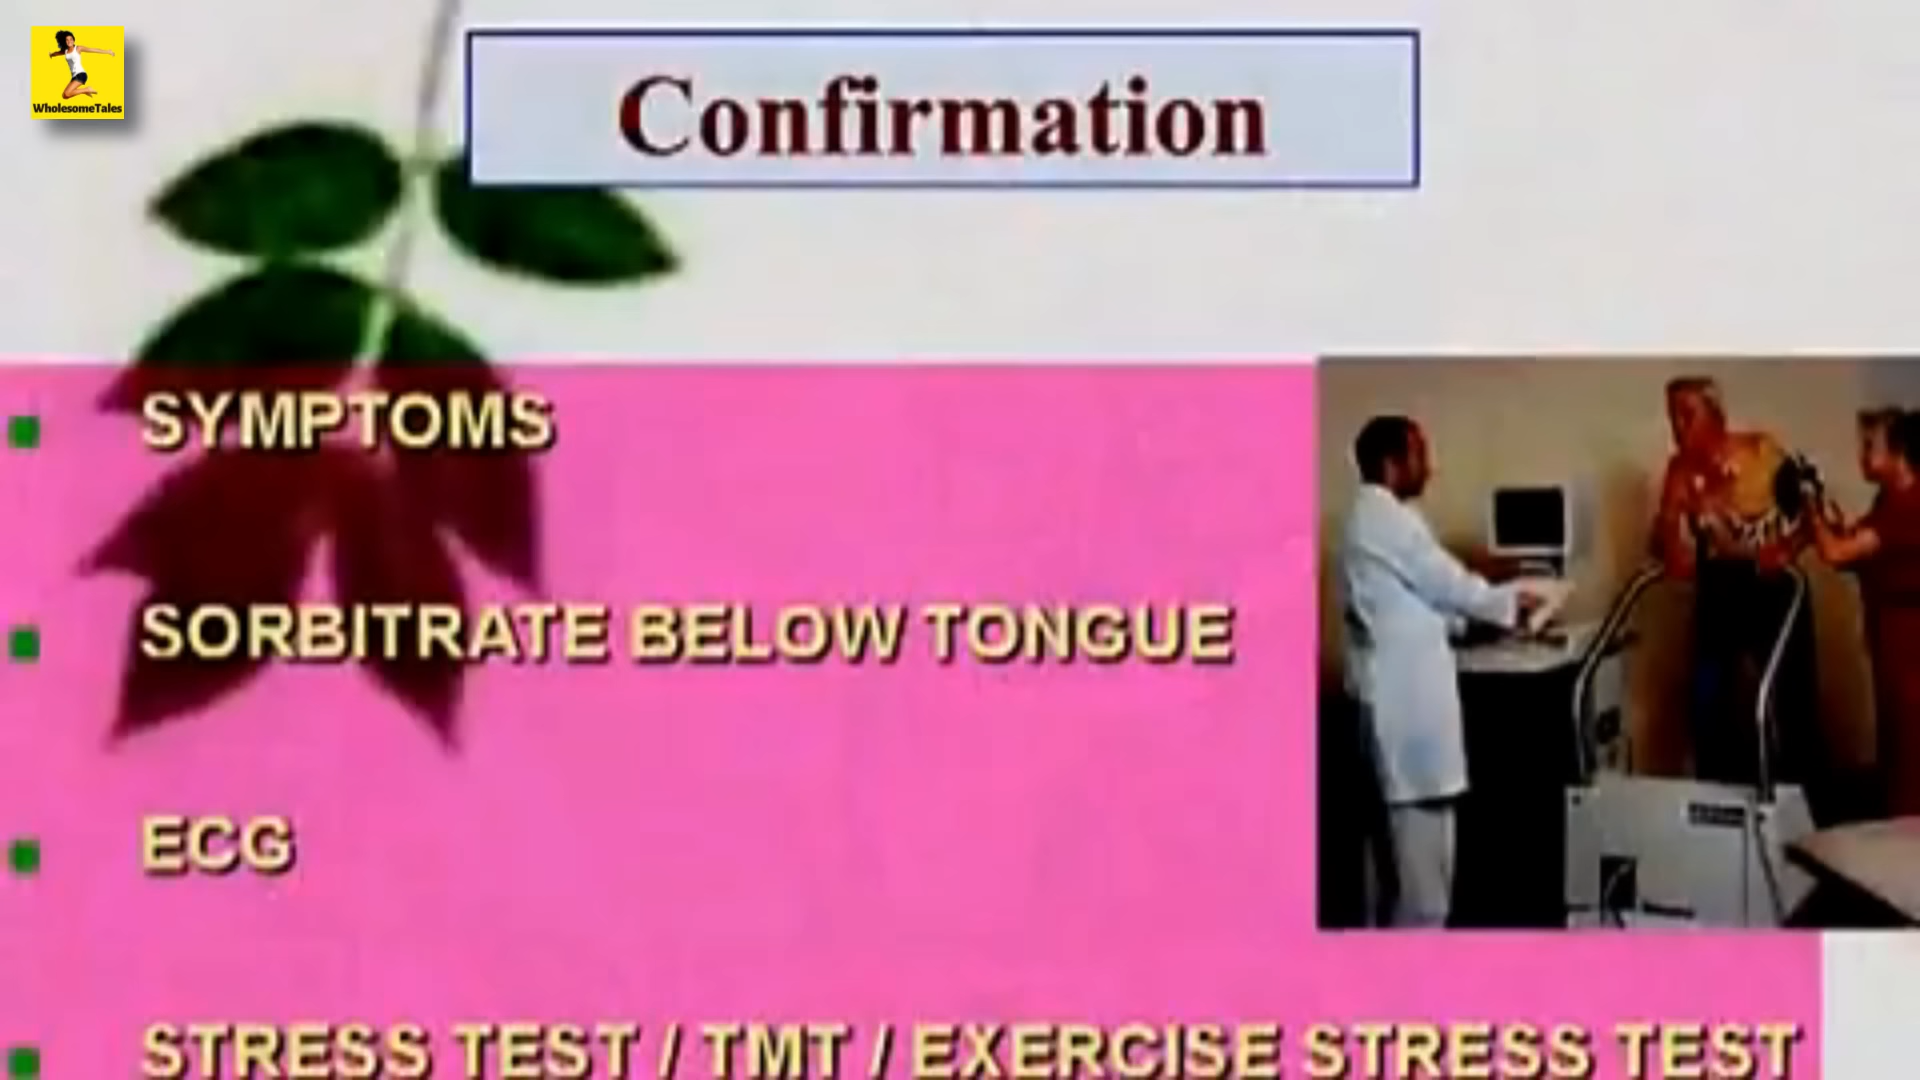 WholesomeTales
Confirmation
SYMPTOMS
SORBITRATE BELOW TONGUE
ECG
STRESS TEST / TMT / EXERCISE STRESS TEST